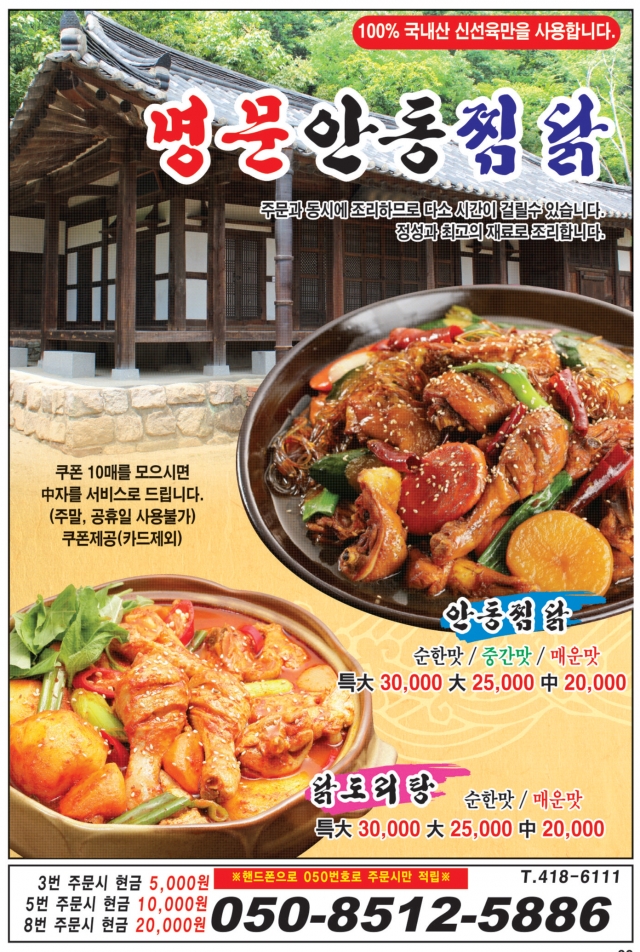 100% 국내산 신선육만을 사용합니다.
명문안동찜닭
주문과 동시에 조리하므로 다소 시간이 걸릴수 있습니다.
정성과 최고의 재료로 조리합니다.
쿠폰 10매를 모으시면
中자를 서비스로 드립니다.
(주말, 공휴일 사용불가)
쿠폰제공(카드제외)
안동찜닭
순한맛 / 중간맛 / 매운맛
특大 30,000 大 25,000 中 20,000
닭도리탕
순한맛 / 매운맛
특大 30,000 大 25,000 中 20,000
3번 주문시 현금 5,000원
5번 주문시 현금 10,000원
8번 주문시 현금 20,000원
※핸드폰으로 050번호로 주문시만 적립※
T.418-6111
050-8512-5886